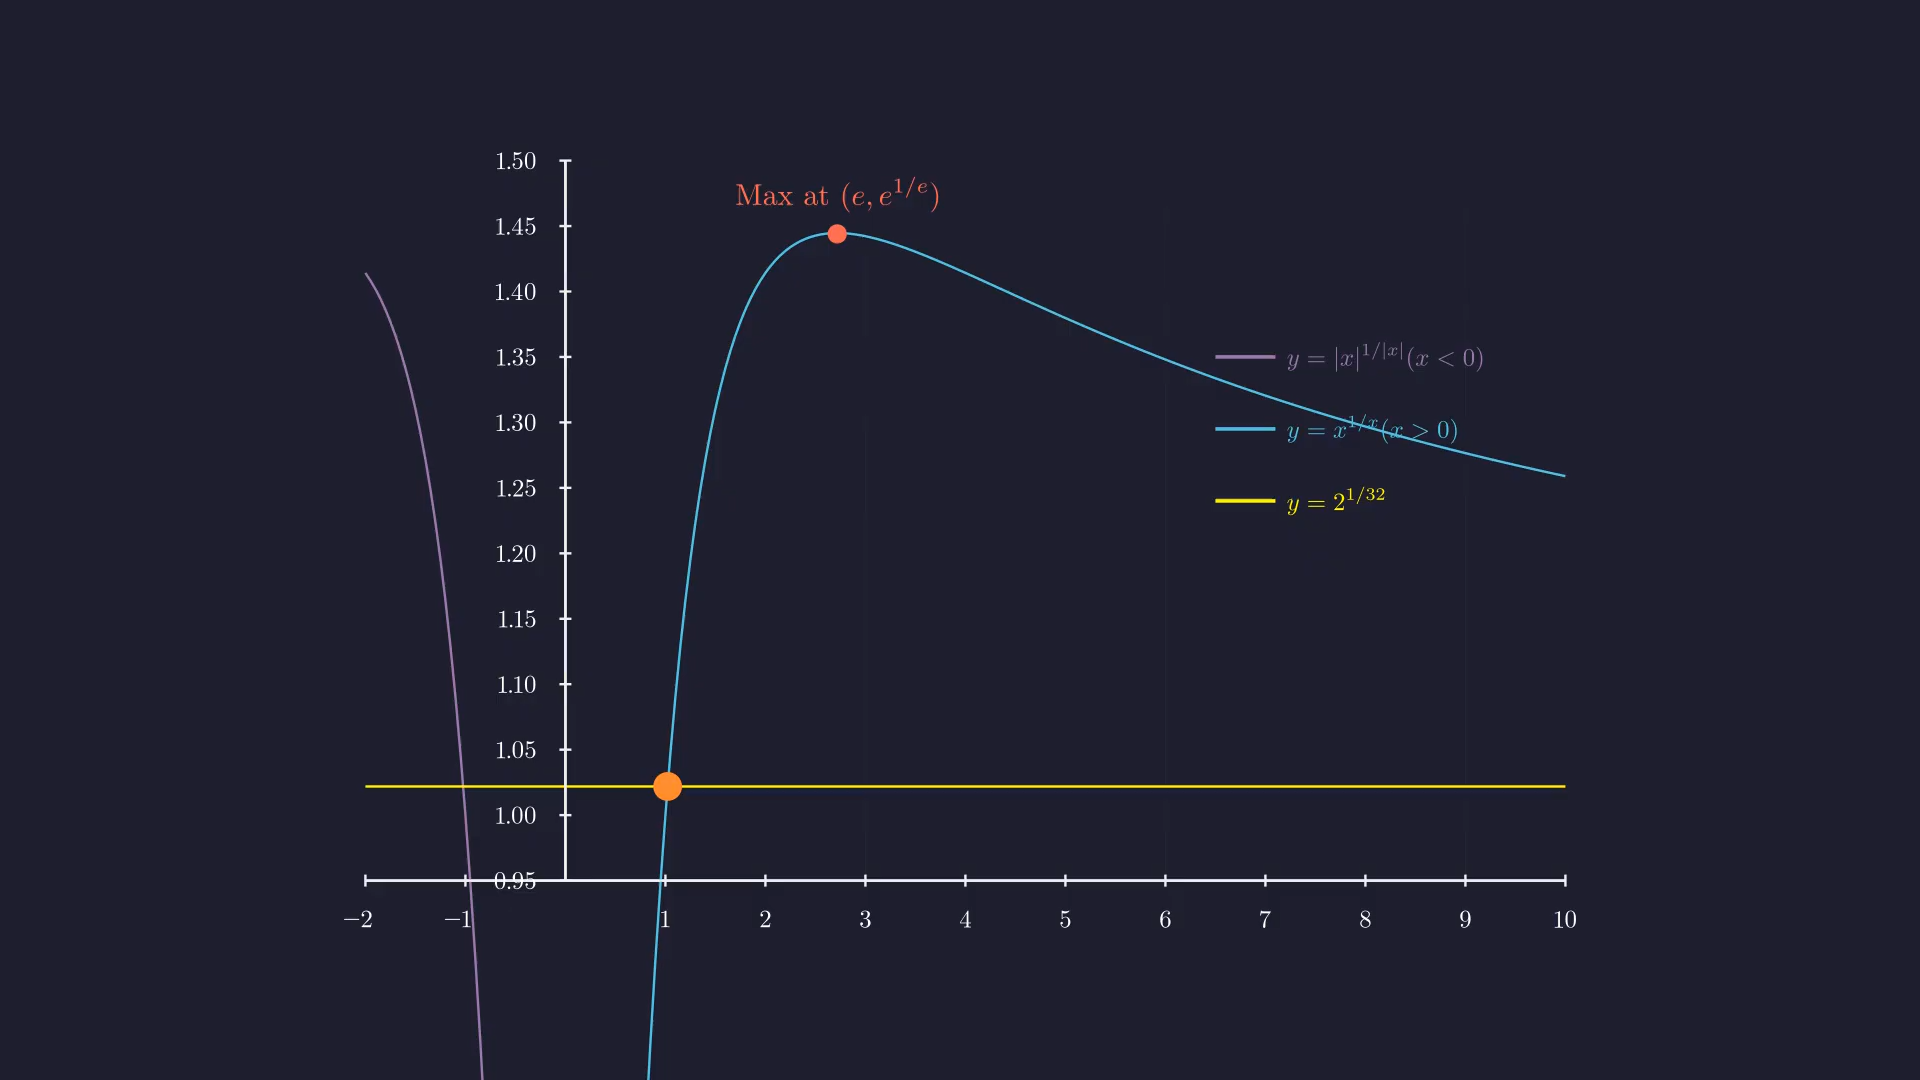 1.50
Max at (e, e^{1/e})
1.45
1.40
1.35
y = |x|^{1/|x|}(x < 0)
1.30
y = x^{1/x}(x > 0)
1.25
y = 2^{1/32}
1.20
1.15
1.10
1.05
1.00
0.95
−2 −1 1 2 3 4 5 6 7 8 9 10